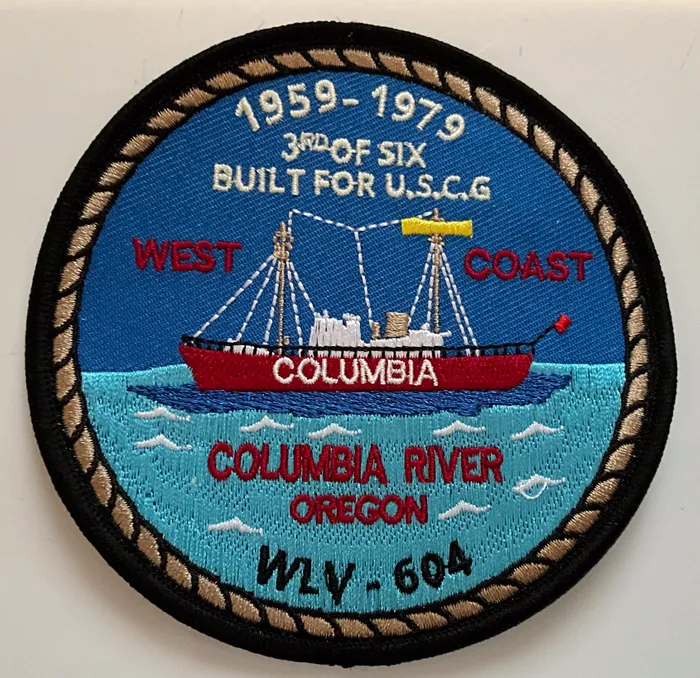 1959-1979
3RD OF SIX
BUILT FOR U.S.C.G
WEST COAST
COLUMBIA
COLUMBIA RIVER
OREGON
WLV - 604